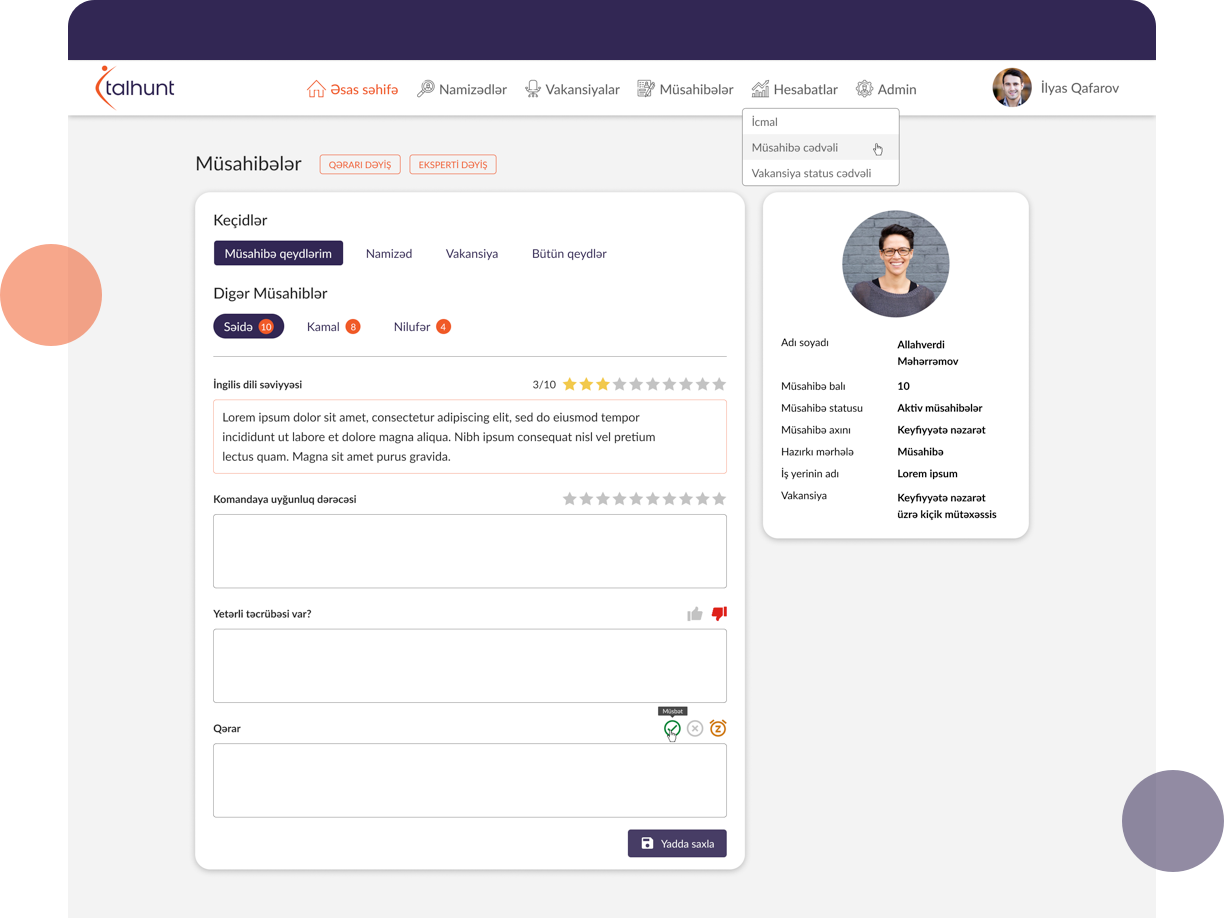 talhunt
Əsas səhifə
Namizədlər
Vakansiyalar
Müsahibələr
Hesabatlar
Admin
İlyas Qafarov
İcmal
Müsahibə cədvəli
Vakansiya status cədvəli
Müsahibələr
QƏRARI DƏYİŞ
EKSPERTİ DƏYİŞ
Keçidlər
Müsahibə qeydlərim
Namizəd
Vakansiya
Bütün qeydlər
Digər Müsahiblər
Səidə 10
Kamal 8
Nilufər 4
İngilis dili səviyyəsi
3/10
Lorem ipsum dolor sit amet, consectetur adipiscing elit, sed do eiusmod tempor
incididunt ut labore et dolore magna aliqua. Nibh ipsum consequat nisl vel pretium
lectus quam. Magna sit amet purus gravida.
Komandaya uyğunluq dərəcəsi
Yetərli təcrübəsi var?
Müsbət
Qərar
Z
Yadda saxla
Adı soyadı
Allahverdi
Məhərrəmov
Müsahibə balı
10
Müsahibə statusu
Aktiv müsahibələr
Müsahibə axını
Keyfiyyətə nəzarət
Hazırkı mərhələ
Müsahibə
İş yerinin adı
Lorem ipsum
Vakansiya
Keyfiyyətə nəzarət
üzrə kiçik mütəxəssis